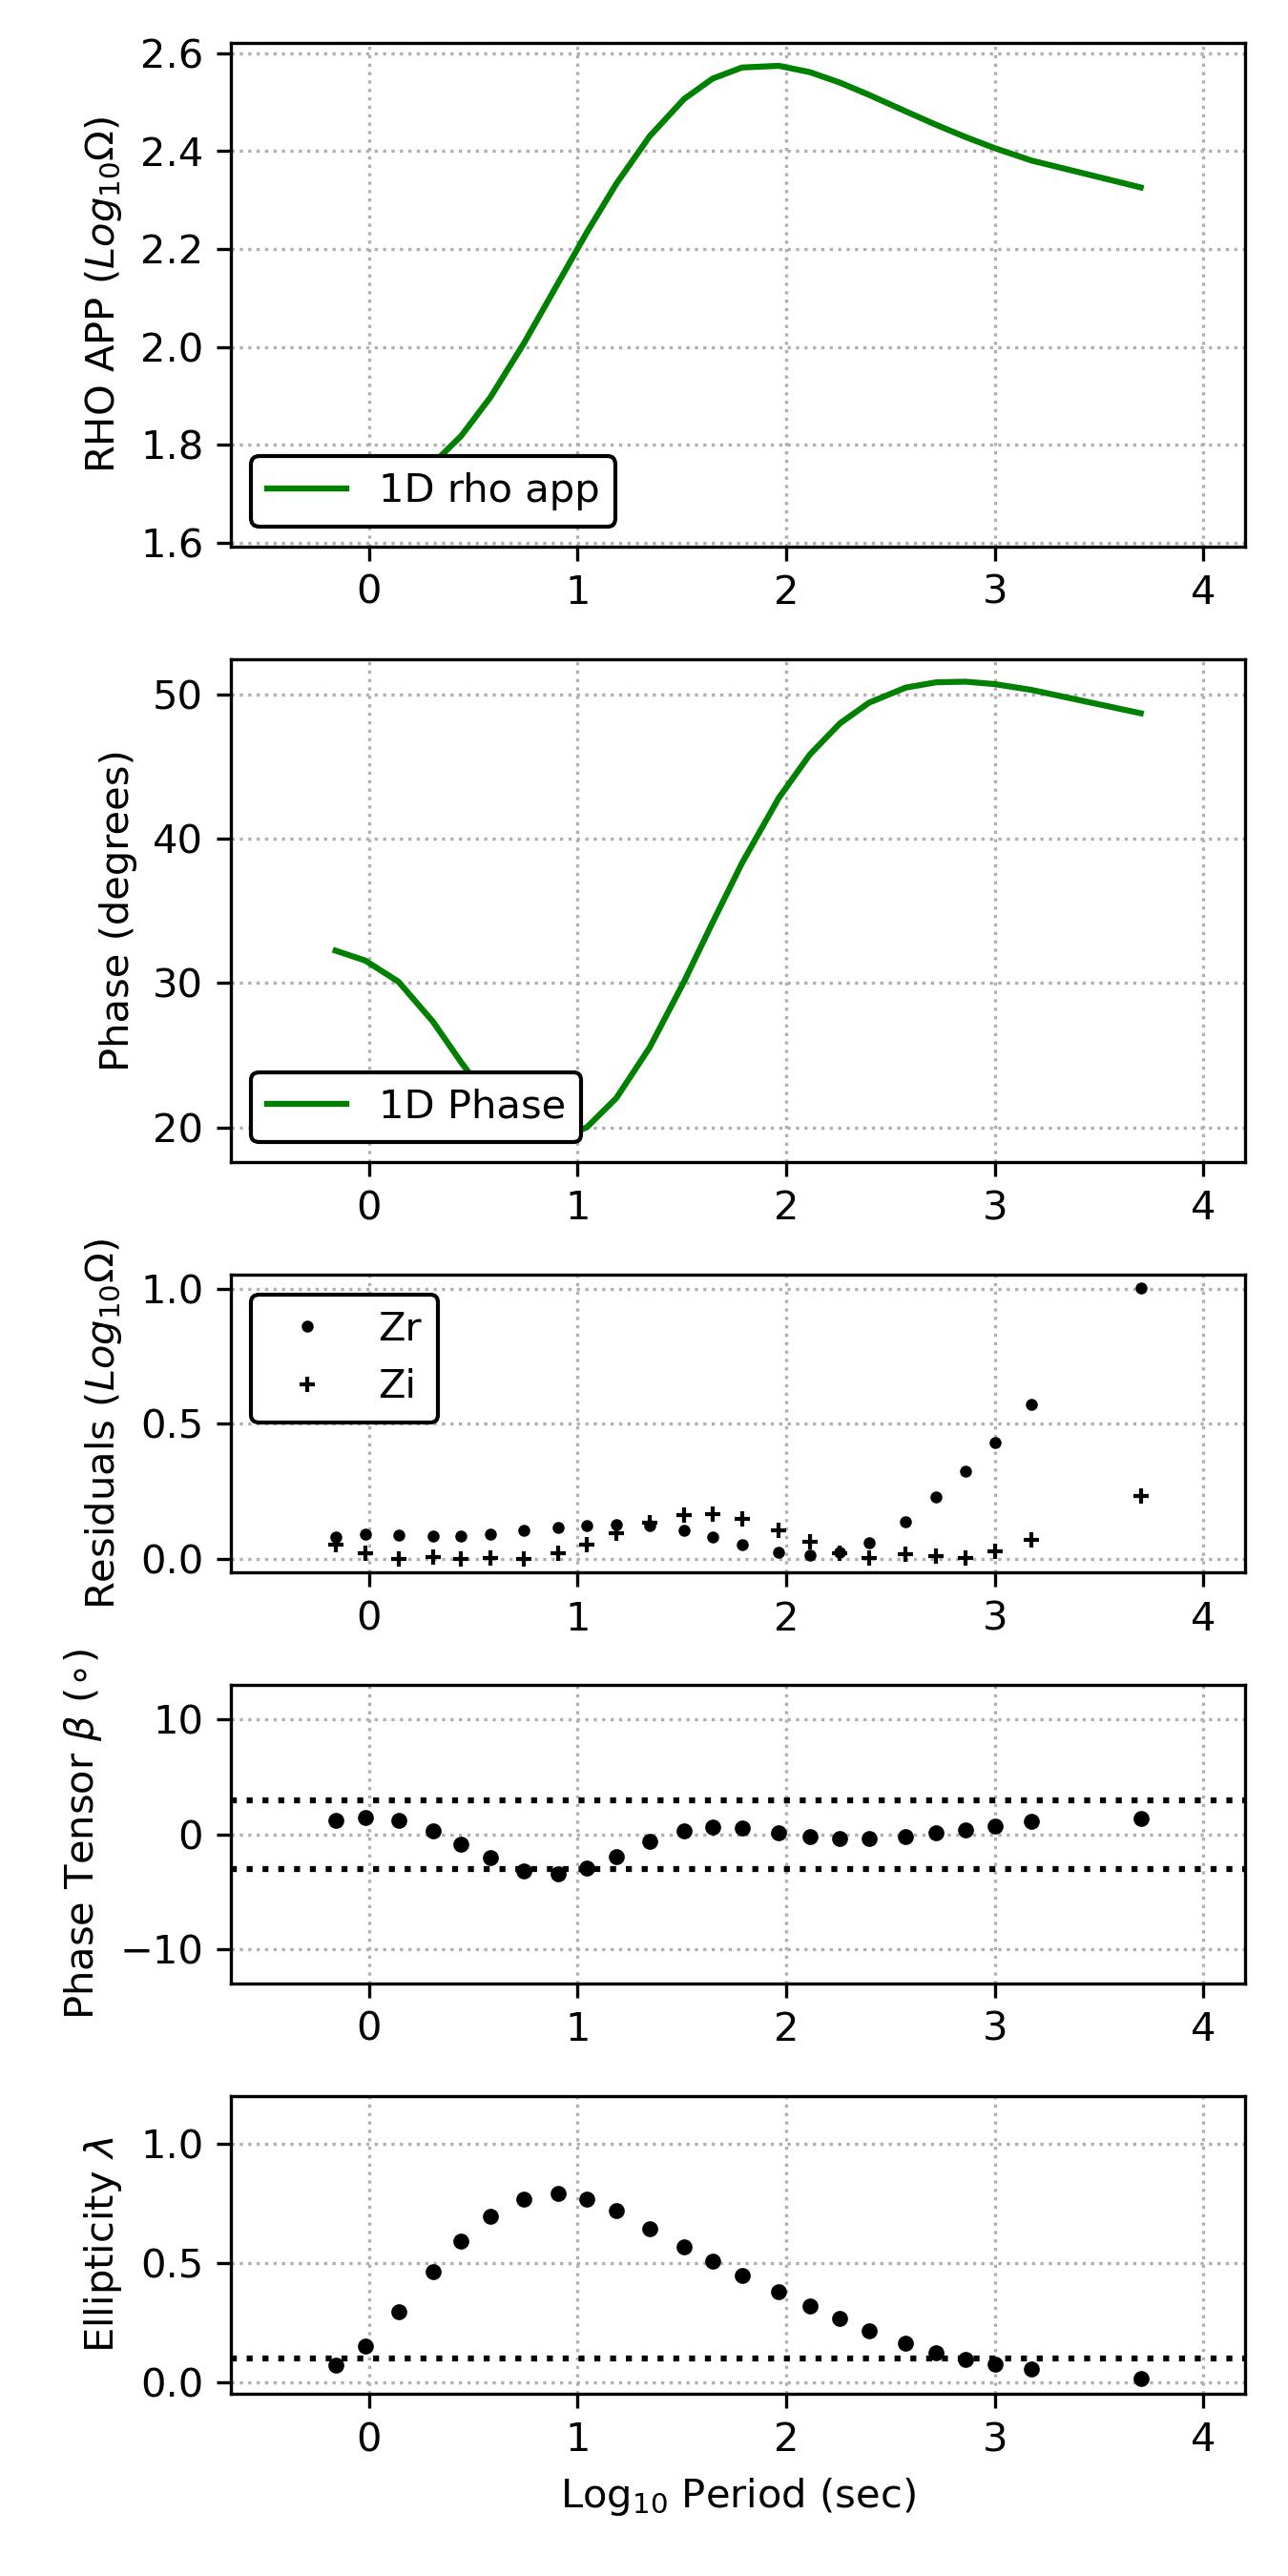 RHO APP (Log₁₀Ω)
2.6
2.4
2.2
2.0
1.8
1.6
1D rho app
0 1 2 3 4
Phase (degrees)
50
40
30
20
1D Phase
0 1 2 3 4
Residuals (Log₁₀Ω)
1.0
0.5
0.0
Zr
Zi
0 1 2 3 4
Phase Tensor β (∘)
10
0
−10
0 1 2 3 4
Ellipticity λ
1.0
0.5
0.0
0 1 2 3 4
Log₁₀ Period (sec)